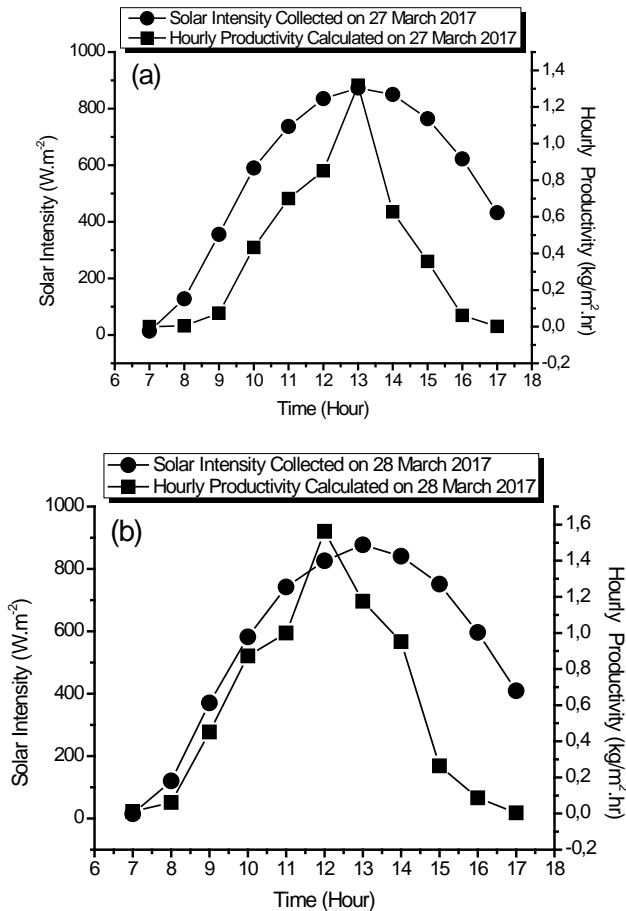 Solar Intensity Collected on 27 March 2017
Hourly Productivity Calculated on 27 March 2017
(a)
1000
800
600
400
200
0
Solar Intensity (W.m-2)
1,4
1,2
1,0
0,8
0,6
0,4
0,2
0,0
-0,2
Hourly Productivity (kg/m².hr)
6 7 8 9 10 11 12 13 14 15 16 17 18
Time (Hour)
Solar Intensity Collected on 28 March 2017
Hourly Productivity Calculated on 28 March 2017
(b)
1000
800
600
400
200
0
Solar Intensity (W.m-2)
1,6
1,4
1,2
1,0
0,8
0,6
0,4
0,2
0,0
-0,2
Hourly Productivity (kg/m².hr)
6 7 8 9 10 11 12 13 14 15 16 17 18
Time (Hour)